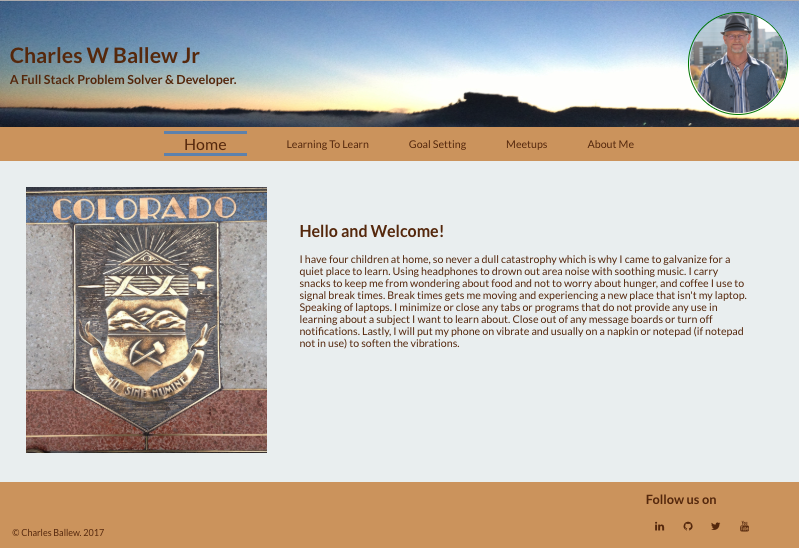 Charles W Ballew Jr
A Full Stack Problem Solver & Developer.
Home Learning To Learn Goal Setting Meetups About Me
COLORADO
Hello and Welcome!
I have four children at home, so never a dull catastrophy which is why I came to galvanize for a
quiet place to learn. Using headphones to drown out area noise with soothing music. I carry
snacks to keep me from wondering about food and not to worry about hunger, and coffee I use to
signal break times. Break times gets me moving and experiencing a new place that isn't my laptop.
Speaking of laptops. I minimize or close any tabs or programs that do not provide any use in
learning about a subject I want to learn about. Close out of any message boards or turn off
notifications. Lastly, I will put my phone on vibrate and usually on a napkin or notepad (if notepad
not in use) to soften the vibrations.
SINE NUMINE
Follow us on
© Charles Ballew. 2017